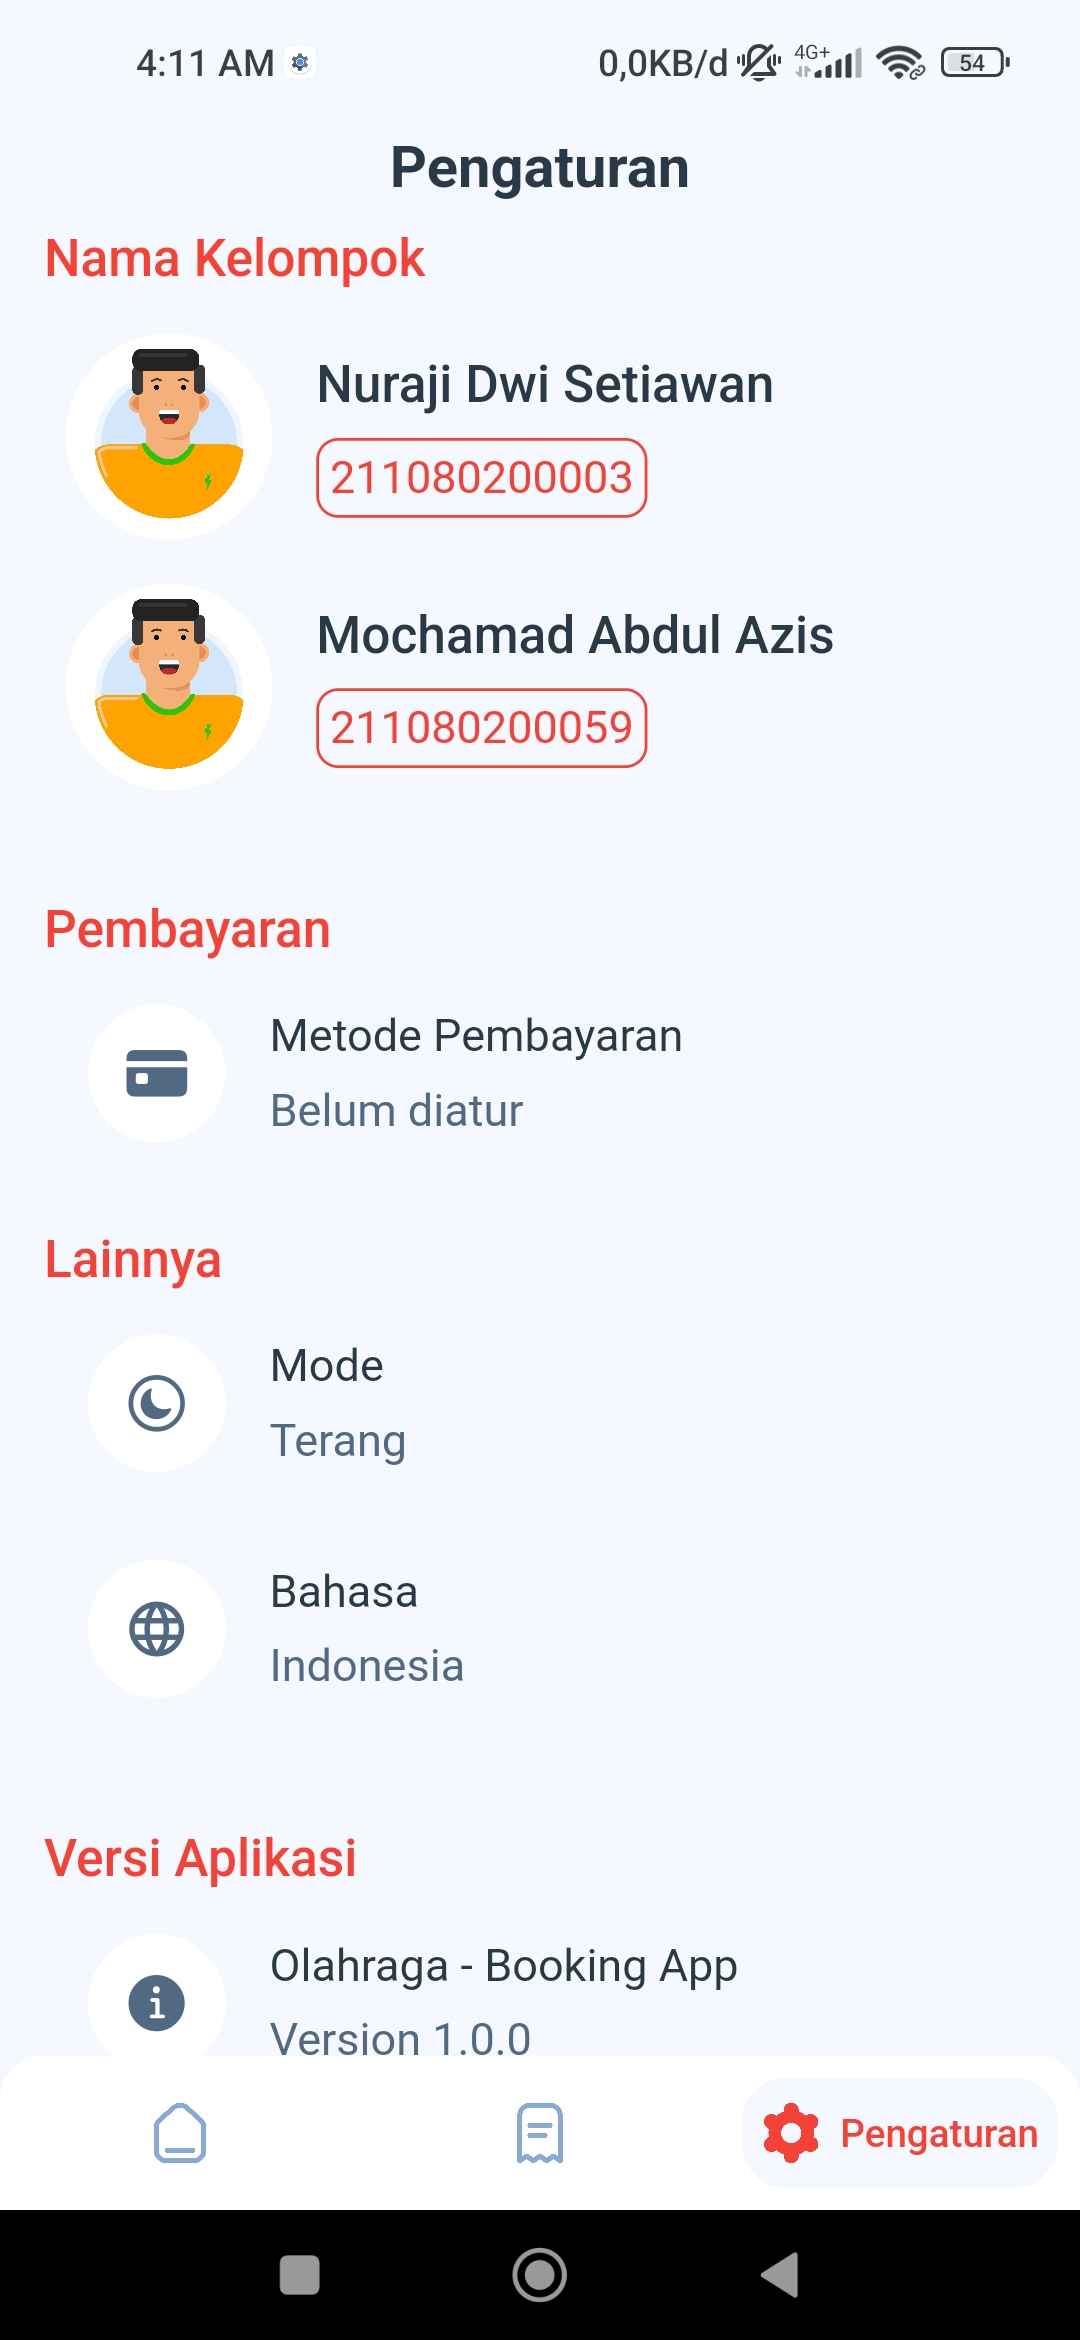 4:11 AM 0,0KB/d 4G+ 54
Pengaturan
Nama Kelompok
Nuraji Dwi Setiawan
211080200003
Mochamad Abdul Azis
211080200059
Pembayaran
Metode Pembayaran
Belum diatur
Lainnya
Mode
Terang
Bahasa
Indonesia
Versi Aplikasi
Olahraga - Booking App
Version 1.0.0
Pengaturan